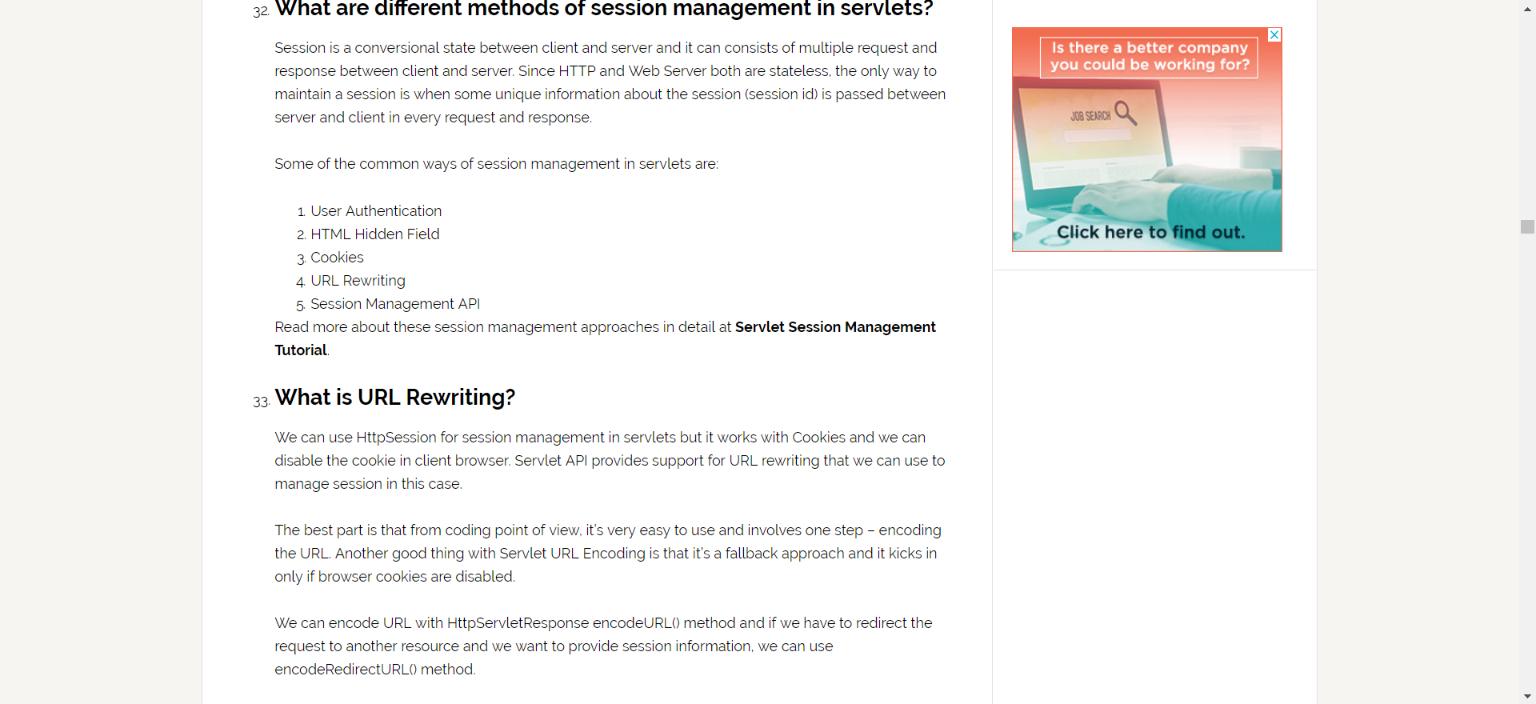 32. What are different methods of session management in servlets?
Session is a conversional state between client and server and it can consists of multiple request and
response between client and server. Since HTTP and Web Server both are stateless, the only way to
maintain a session is when some unique information about the session (session id) is passed between
server and client in every request and response.
Some of the common ways of session management in servlets are:
1. User Authentication
2. HTML Hidden Field
3. Cookies
4. URL Rewriting
5. Session Management API
Read more about these session management approaches in detail at Servlet Session Management
Tutorial.
33. What is URL Rewriting?
We can use HttpSession for session management in servlets but it works with Cookies and we can
disable the cookie in client browser. Servlet API provides support for URL rewriting that we can use to
manage session in this case.
The best part is that from coding point of view, it's very easy to use and involves one step – encoding
the URL. Another good thing with Servlet URL Encoding is that it's a fallback approach and it kicks in
only if browser cookies are disabled.
We can encode URL with HttpServletResponse encodeURL() method and if we have to redirect the
request to another resource and we want to provide session information, we can use
encodeRedirectURL() method.
Is there a better company
you could be working for?
JOB SEARCH
Click here to find out.